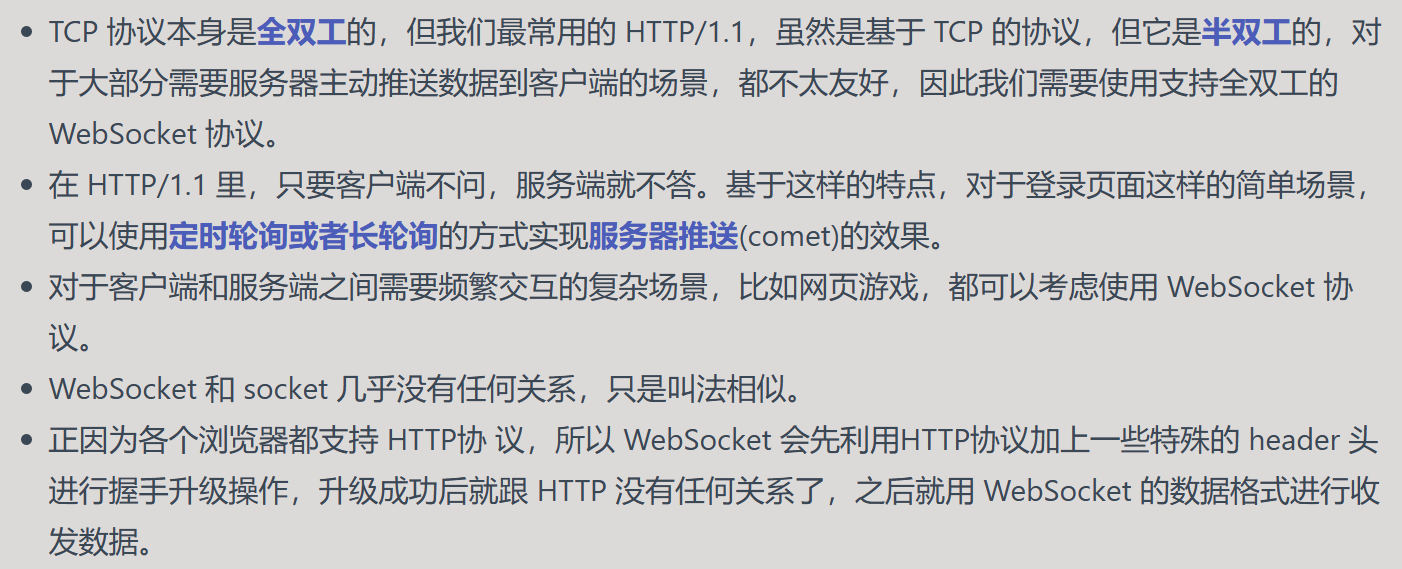 TCP 协议本身是全双工的，但我们最常用的 HTTP/1.1，虽然是基于 TCP 的协议，但它是半双工的，对
于大部分需要服务器主动推送数据到客户端的场景，都不太友好，因此我们需要使用支持全双工的
WebSocket 协议。
在 HTTP/1.1 里，只要客户端不问，服务端就不答。基于这样的特点，对于登录页面这样的简单场景，
可以使用定时轮询或者长轮询的方式实现服务器推送(comet)的效果。
对于客户端和服务端之间需要频繁交互的复杂场景，比如网页游戏，都可以考虑使用 WebSocket 协
议。
WebSocket 和 socket 几乎没有任何关系，只是叫法相似。
正因为各个浏览器都支持 HTTP协 议，所以 WebSocket 会先利用HTTP协议加上一些特殊的 header 头
进行握手升级操作，升级成功后就跟 HTTP 没有任何关系了，之后就用 WebSocket 的数据格式进行收
发数据。